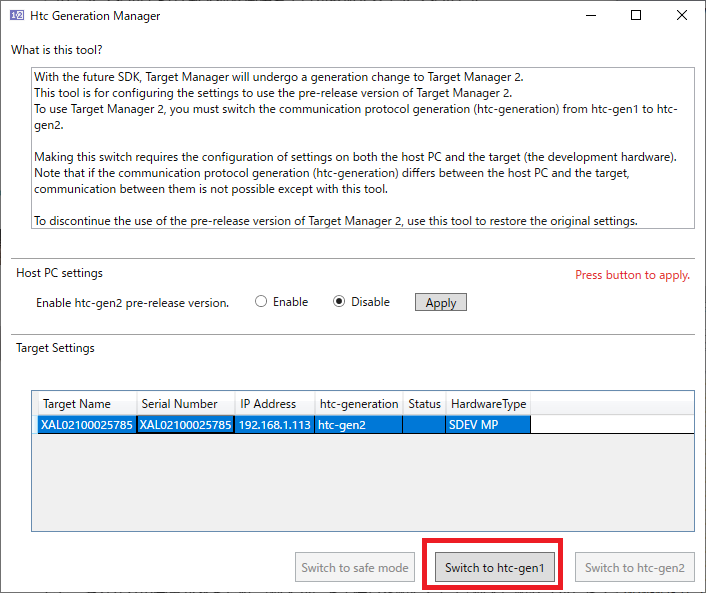 Htc Generation Manager
What is this tool?
With the future SDK, Target Manager will undergo a generation change to Target Manager 2.
This tool is for configuring the settings to use the pre-release version of Target Manager 2.
To use Target Manager 2, you must switch the communication protocol generation (htc-generation) from htc-gen1 to htc-
gen2.
Making this switch requires the configuration of settings on both the host PC and the target (the development hardware).
Note that if the communication protocol generation (htc-generation) differs between the host PC and the target,
communication between them is not possible except with this tool.
To discontinue the use of the pre-release version of Target Manager 2, use this tool to restore the original settings.
Host PC settings
Press button to apply.
Enable htc-gen2 pre-release version. Enable Disable Apply
Target Settings
Target Name Serial Number IP Address htc-generation Status HardwareType
XAL02100025785 XAL02100025785 192.168.1.113 htc-gen2 SDEV MP
Switch to safe mode Switch to htc-gen1 Switch to htc-gen2